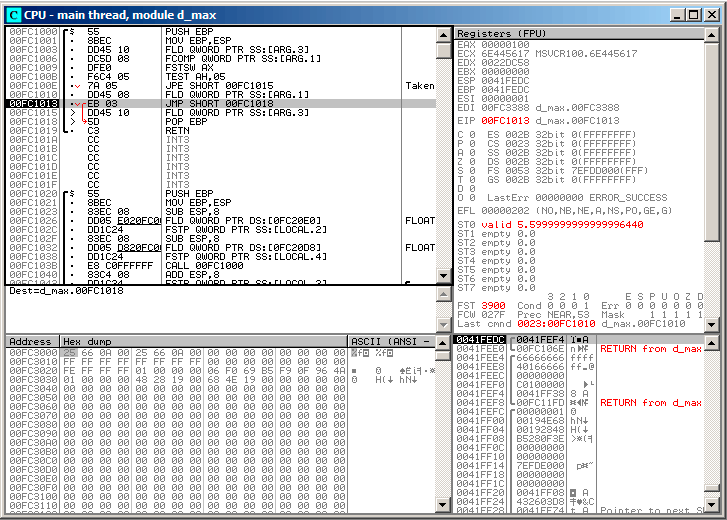 C CPU - main thread, module d_max
00FC1000 $ 55 PUSH EBP
00FC1001 . 8BEC MOV EBP,ESP
00FC1003 . DD45 10 FLD QWORD PTR SS:[ARG.3]
00FC1006 . DC5D 08 FCOMP QWORD PTR SS:[ARG.1]
00FC1009 . DFE0 FSTSW AX
00FC100B . F6C4 05 TEST AH,05
00FC100E . 7A 05 JPE SHORT 00FC1015 Taken
00FC1010 . DD45 08 FLD QWORD PTR SS:[ARG.1]
00FC1013 . EB 03 JMP SHORT 00FC1018
00FC1015 > DD45 10 FLD QWORD PTR SS:[ARG.3]
00FC1018 > 5D POP EBP
00FC1019 . C3 RETN
00FC101A CC INT3
00FC101B CC INT3
00FC101C CC INT3
00FC101D CC INT3
00FC101E CC INT3
00FC101F CC INT3
00FC1020 $ 55 PUSH EBP
00FC1021 . 8BEC MOV EBP,ESP
00FC1023 . 83EC 08 SUB ESP,8
00FC1026 . DD05 E020FC00 FLD QWORD PTR DS:[0FC20E0] FLOAT
00FC102C . DD1C24 FSTP QWORD PTR SS:[LOCAL.2]
00FC102F . 83EC 08 SUB ESP,8
00FC1032 . DD05 D820FC00 FLD QWORD PTR DS:[0FC20D8] FLOAT
00FC1038 . DD1C24 FSTP QWORD PTR SS:[LOCAL.4]
00FC103B . E8 C0FFFFFF CALL 00FC1000
00FC1040 . 83C4 08 ADD ESP,8
Dest=d_max.00FC1018
Registers (FPU)
EAX 00000100
ECX 6E445617 MSVCR100.6E445617
EDX 0022DC58
EBX 00000000
ESP 0041FEDC
EBP 0041FEDC
ESI 00000001
EDI 00FC3388 d_max.00FC3388
EIP 00FC1013 d_max.00FC1013
C 0 ES 002B 32bit 0(FFFFFFFF)
P 0 CS 0023 32bit 0(FFFFFFFF)
A 0 SS 002B 32bit 0(FFFFFFFF)
Z 0 DS 002B 32bit 0(FFFFFFFF)
S 0 FS 0053 32bit 7EFDD000(FFF)
T 0 GS 002B 32bit 0(FFFFFFFF)
D 0
O 0 LastErr 00000000 ERROR_SUCCESS
EFL 00000202 (NO,NB,NE,A,NS,PO,GE,G)
ST0 valid 5.5999999999999996440
ST1 empty 0.0
ST2 empty 0.0
ST3 empty 0.0
ST4 empty 0.0
ST5 empty 0.0
ST6 empty 0.0
ST7 empty 0.0
3 2 1 0 E S P U O Z D
FST 3900 Cond 0 0 0 1 Err 0 0 0 0 0 0 0
FCW 027F Prec NEAR,53 Mask 1 1 1 1 1
Last cmnd 0023:00FC1010 d_max.00FC1010
Address Hex dump ASCII (ANSI -
00FC3000 25 66 0A 00 25 66 0A 00 00 00 00 00 00 00 00 00
00FC3010 FF FF FF FF FF FF FF FF 00 00 00 00 00 00 00 00
00FC3020 FE FF FF FF 01 00 00 00 06 F0 69 B5 F9 0F 96 4A
00FC3030 01 00 00 00 48 28 19 00 68 4E 19 00 00 00 00 00
00FC3040 00 00 00 00 00 00 00 00 00 00 00 00 00 00 00 00
00FC3050 00 00 00 00 00 00 00 00 00 00 00 00 00 00 00 00
00FC3060 00 00 00 00 00 00 00 00 00 00 00 00 00 00 00 00
00FC3070 00 00 00 00 00 00 00 00 00 00 00 00 00 00 00 00
00FC3080 00 00 00 00 00 00 00 00 00 00 00 00 00 00 00 00
00FC3090 00 00 00 00 00 00 00 00 00 00 00 00 00 00 00 00
00FC30A0 00 00 00 00 00 00 00 00 00 00 00 00 00 00 00 00
00FC30B0 00 00 00 00 00 00 00 00 00 00 00 00 00 00 00 00
00FC30C0 00 00 00 00 00 00 00 00 00 00 00 00 00 00 00 00
00FC30D0 00 00 00 00 00 00 00 00 00 00 00 00 00 00 00 00
00FC30E0 00 00 00 00 00 00 00 00 00 00 00 00 00 00 00 00
00FC30F0 00 00 00 00 00 00 00 00 00 00 00 00 00 00 00 00
00FC3100 00 00 00 00 00 00 00 00 00 00 00 00 00 00 00 00
00FC3110 00 00 00 00 00 00 00 00 00 00 00 00 00 00 00 00
0041FEDC 0041FEF4
0041FEE0 00FC106E RETURN from d_max
0041FEE4 66666666 ffff
0041FEE8 40166666 ff_@
0041FEEC 00000000
0041FEF0 C0100000
0041FEF4 0041FF38 8 A
0041FEF8 00FC11FD RETURN from d_max
0041FEFC 00000001
0041FF00 00194E68 hN↓
0041FF04 00192848 H(↓
0041FF08 B5280F3E
0041FF0C 00000000
0041FF10 00000000
0041FF14 7EFDE000
0041FF18 00000000
0041FF1C 00000000
0041FF20 0041FF08
0041FF24 432603D8
0041FF28 0041FF74 t A Pointer to next S